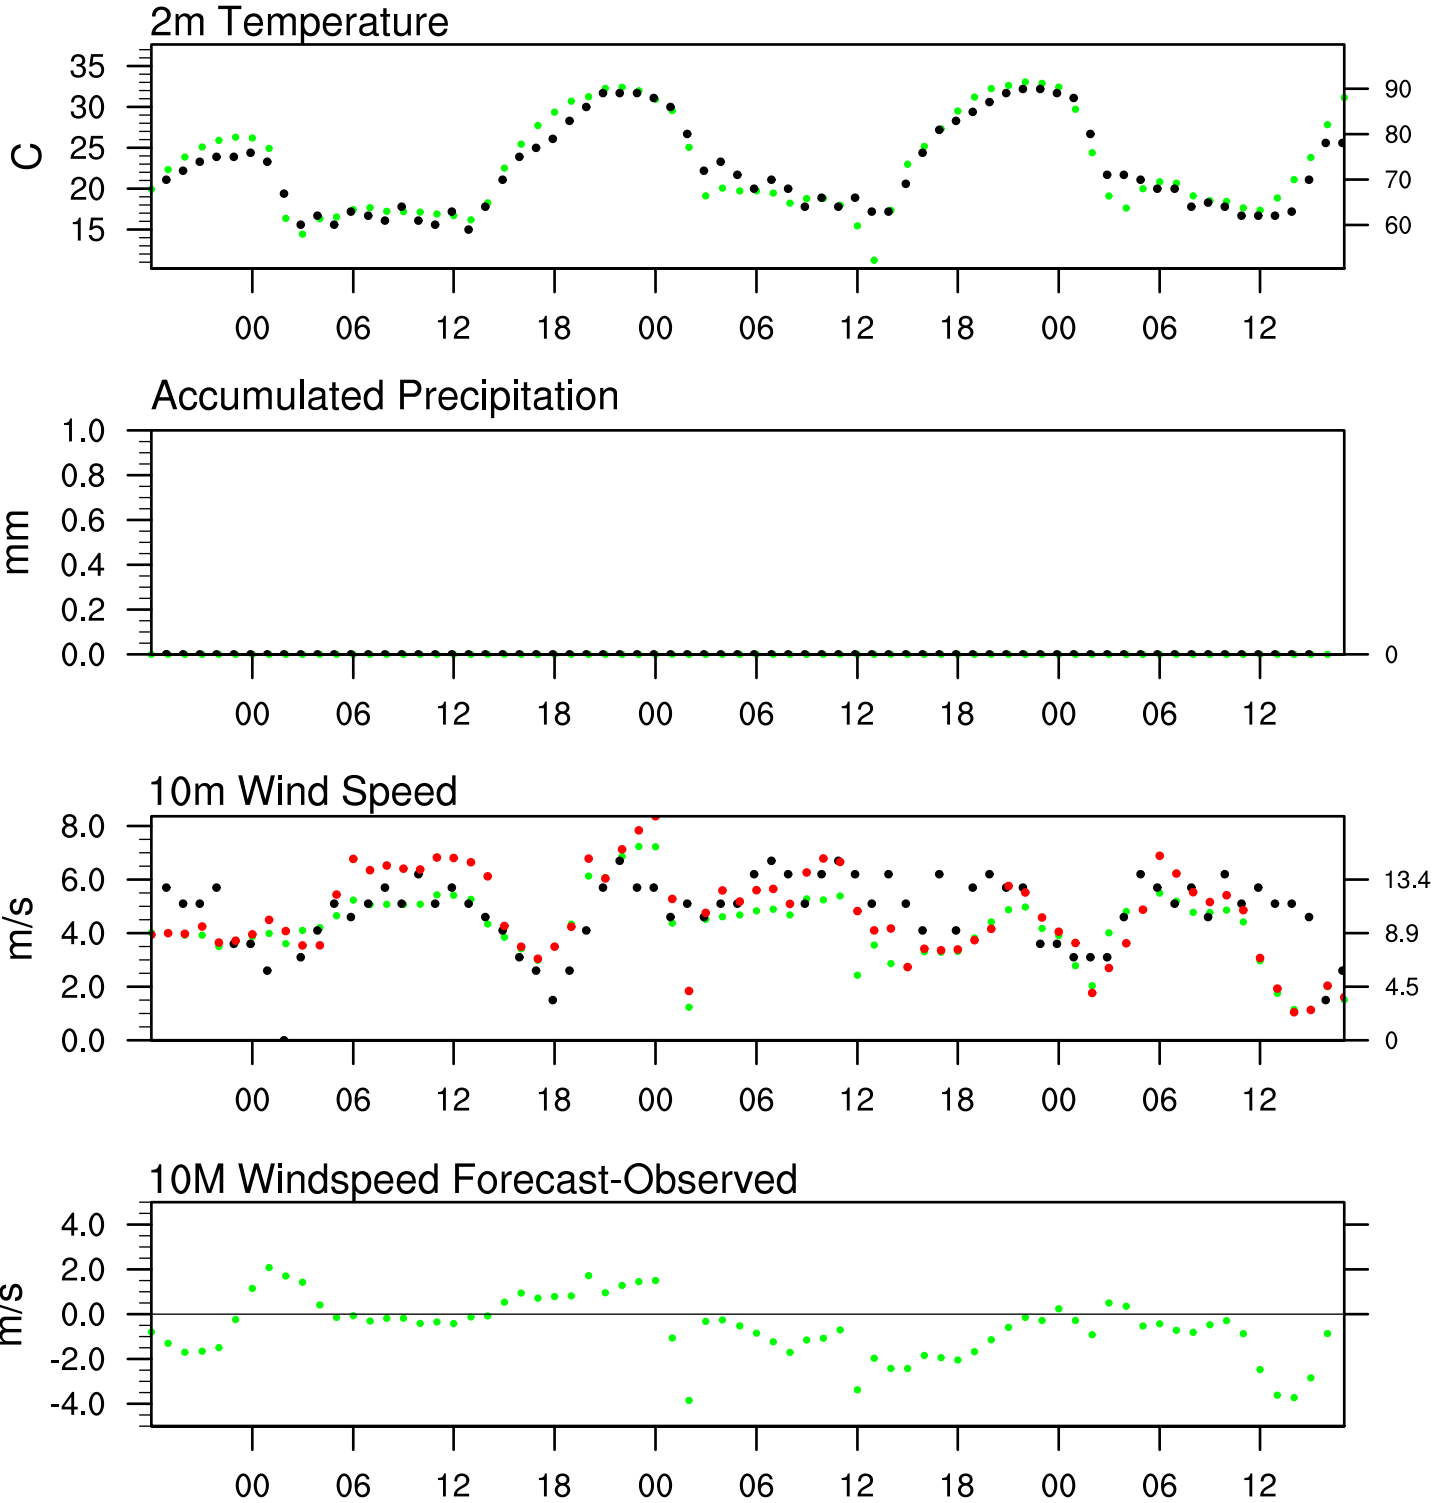 2m Temperature
C
35
30
25
20
15
90
80
70
60
00 06 12 18 00 06 12 18 00 06 12
Accumulated Precipitation
mm
1.0
0.8
0.6
0.4
0.2
0.0
0
00 06 12 18 00 06 12 18 00 06 12
10m Wind Speed
m/s
8.0
6.0
4.0
2.0
0.0
13.4
8.9
4.5
0
00 06 12 18 00 06 12 18 00 06 12
10M Windspeed Forecast-Observed
m/s
4.0
2.0
0.0
-2.0
-4.0
00 06 12 18 00 06 12 18 00 06 12